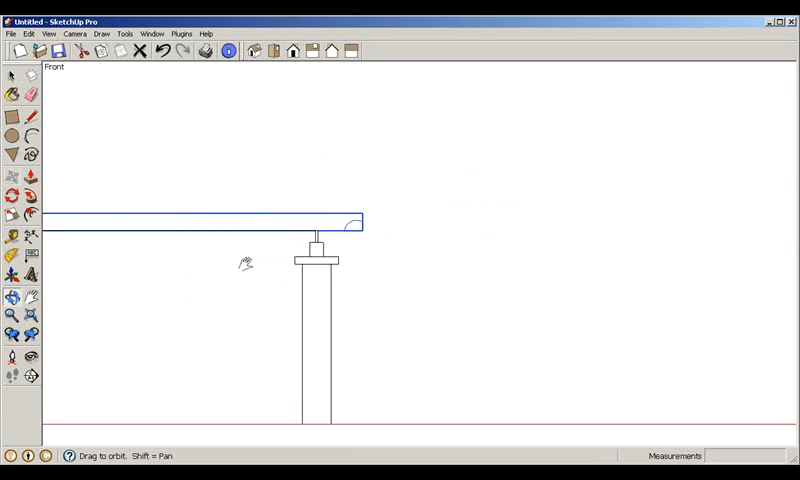 Untitled - SketchUp Pro
File Edit View Camera Draw Tools Window Plugins Help
Front
ABC
Drag to orbit. Shift = Pan
Measurements